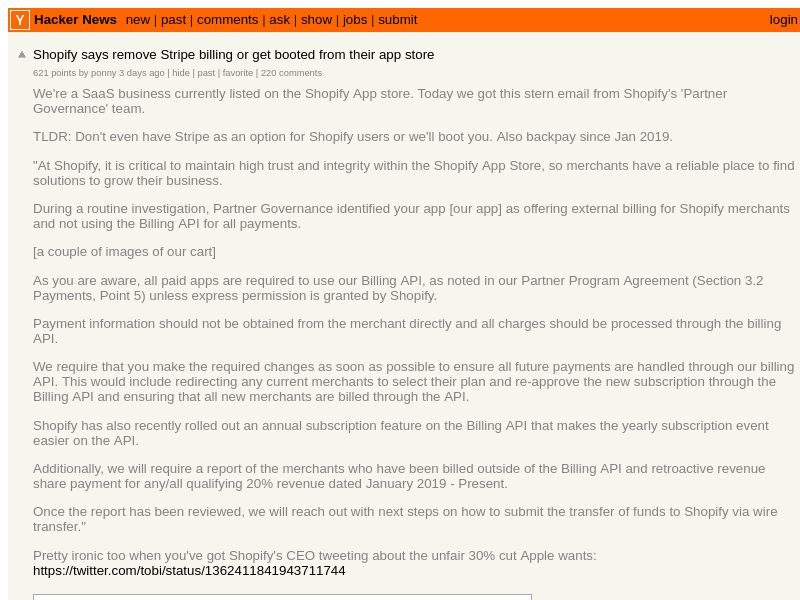 Y Hacker News new | past | comments | ask | show | jobs | submit login
Shopify says remove Stripe billing or get booted from their app store
621 points by ponny 3 days ago | hide | past | favorite | 220 comments
We're a SaaS business currently listed on the Shopify App store. Today we got this stern email from Shopify's 'Partner
Governance' team.
TLDR: Don't even have Stripe as an option for Shopify users or we'll boot you. Also backpay since Jan 2019.
"At Shopify, it is critical to maintain high trust and integrity within the Shopify App Store, so merchants have a reliable place to find
solutions to grow their business.
During a routine investigation, Partner Governance identified your app [our app] as offering external billing for Shopify merchants
and not using the Billing API for all payments.
[a couple of images of our cart]
As you are aware, all paid apps are required to use our Billing API, as noted in our Partner Program Agreement (Section 3.2
Payments, Point 5) unless express permission is granted by Shopify.
Payment information should not be obtained from the merchant directly and all charges should be processed through the billing
API.
We require that you make the required changes as soon as possible to ensure all future payments are handled through our billing
API. This would include redirecting any current merchants to select their plan and re-approve the new subscription through the
Billing API and ensuring that all new merchants are billed through the API.
Shopify has also recently rolled out an annual subscription feature on the Billing API that makes the yearly subscription event
easier on the API.
Additionally, we will require a report of the merchants who have been billed outside of the Billing API and retroactive revenue
share payment for any/all qualifying 20% revenue dated January 2019 - Present.
Once the report has been reviewed, we will reach out with next steps on how to submit the transfer of funds to Shopify via wire
transfer."
Pretty ironic too when you've got Shopify's CEO tweeting about the unfair 30% cut Apple wants:
https://twitter.com/tobi/status/1362411841943711744